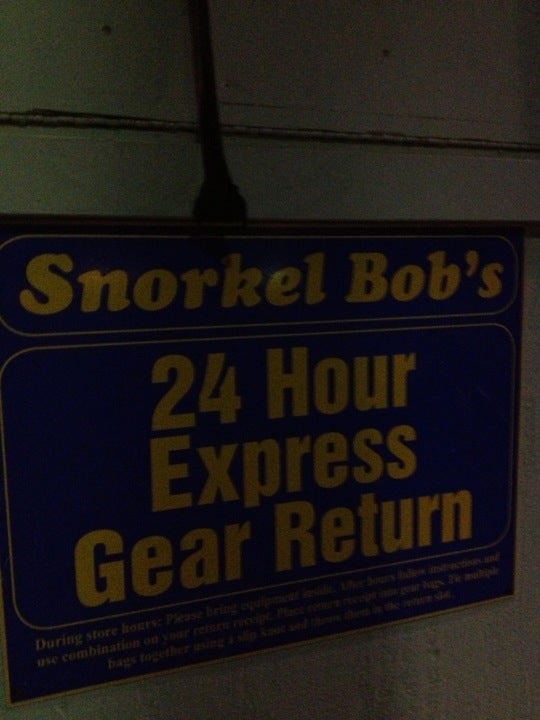 Snorkel Bob's
24 Hour
Express
Gear Return
During store hours: Please bring equipment inside. After hours follow instructions and
use combination on your return receipt. Place return receipt into gear bags. Tie multiple
bags together using a slip knot and throw them in the return slot.